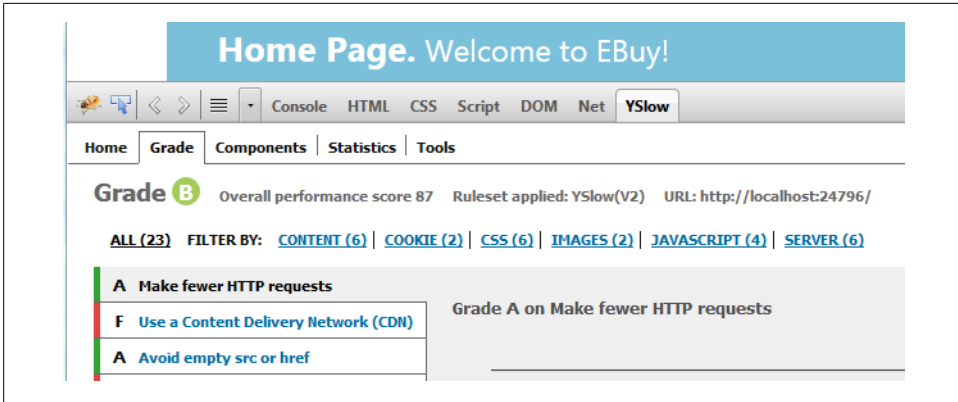 Home Page. Welcome to EBuy!
Console HTML CSS Script DOM Net YSlow
Home Grade Components Statistics Tools
Grade B Overall performance score 87 Ruleset applied: YSlow(V2) URL: http://localhost:24796/
ALL (23) FILTER BY: CONTENT (6) | COOKIE (2) | CSS (6) | IMAGES (2) | JAVASCRIPT (4) | SERVER (6)
A Make fewer HTTP requests
Grade A on Make fewer HTTP requests
F Use a Content Delivery Network (CDN)
A Avoid empty src or href